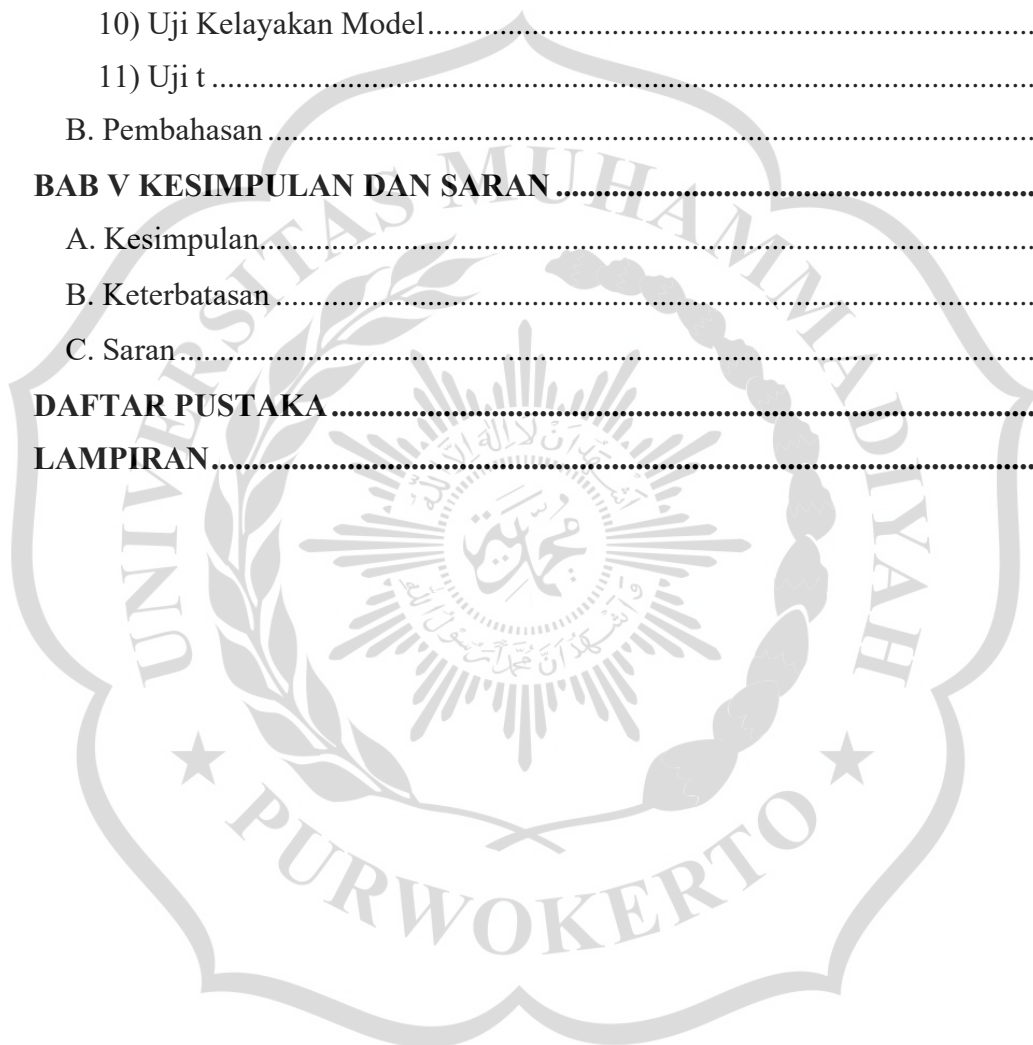 10) Uji Kelayakan Model..............................................................................................
11) Uji t ..................................................................................................................................
B. Pembahasan .........................................................................................................................
BAB V KESIMPULAN DAN SARAN ..........................................................................
A. Kesimpulan..........................................................................................................................
B. Keterbatasan .......................................................................................................................
C. Saran.......................................................................................................................................
DAFTAR PUSTAKA ...............................................................................................................
LAMPIRAN..................................................................................................................................
UNIVERSITAS MUHAMMADIYAH
PURWOKERTO